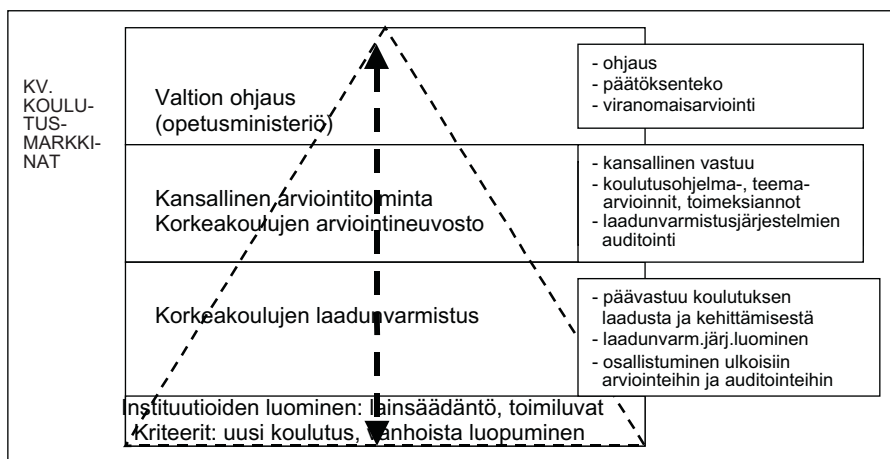 KV.
KOULU-
TUS-
MARKKI-
NAT
Valtion ohjaus
(opetusministeriö)
- ohjaus
- päätöksenteko
- viranomaisarviointi
Kansallinen arviointitoiminta
Korkeakoulujen arviointineuvosto
- kansallinen vastuu
- koulutusohjelma-, teema-
arvioinnit, toimeksiannot
- laadunvarmistusjärjestelmien
auditointi
Korkeakoulujen laadunvarmistus
- päävastuu koulutuksen
laadusta ja kehittämisestä
- laadunvarm.järj.luominen
- osallistuminen ulkoisiin
arviointeihin ja auditointeihin
Instituutioiden luominen: lainsäädäntö, toimiluvat
Kriteerit: uusi koulutus, vanhoista luopuminen